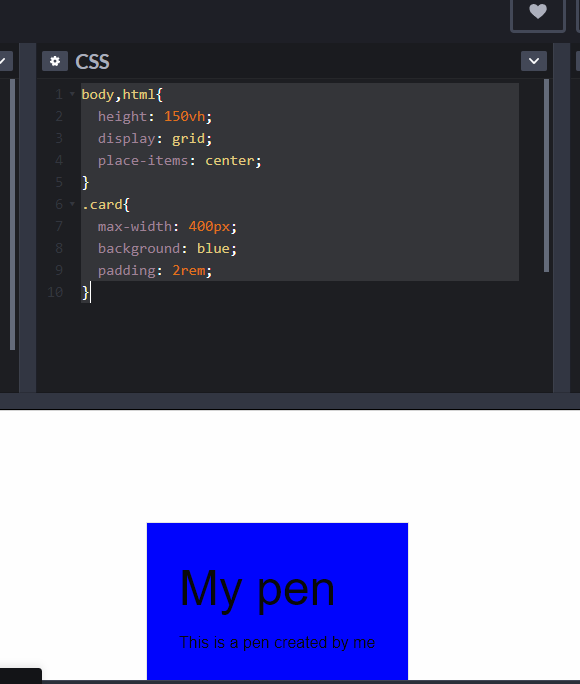 CSS
1 body,html{
2 height: 150vh;
3 display: grid;
4 place-items: center;
5 }
6 .card{
7 max-width: 400px;
8 background: blue;
9 padding: 2rem;
10 }
My pen
This is a pen created by me